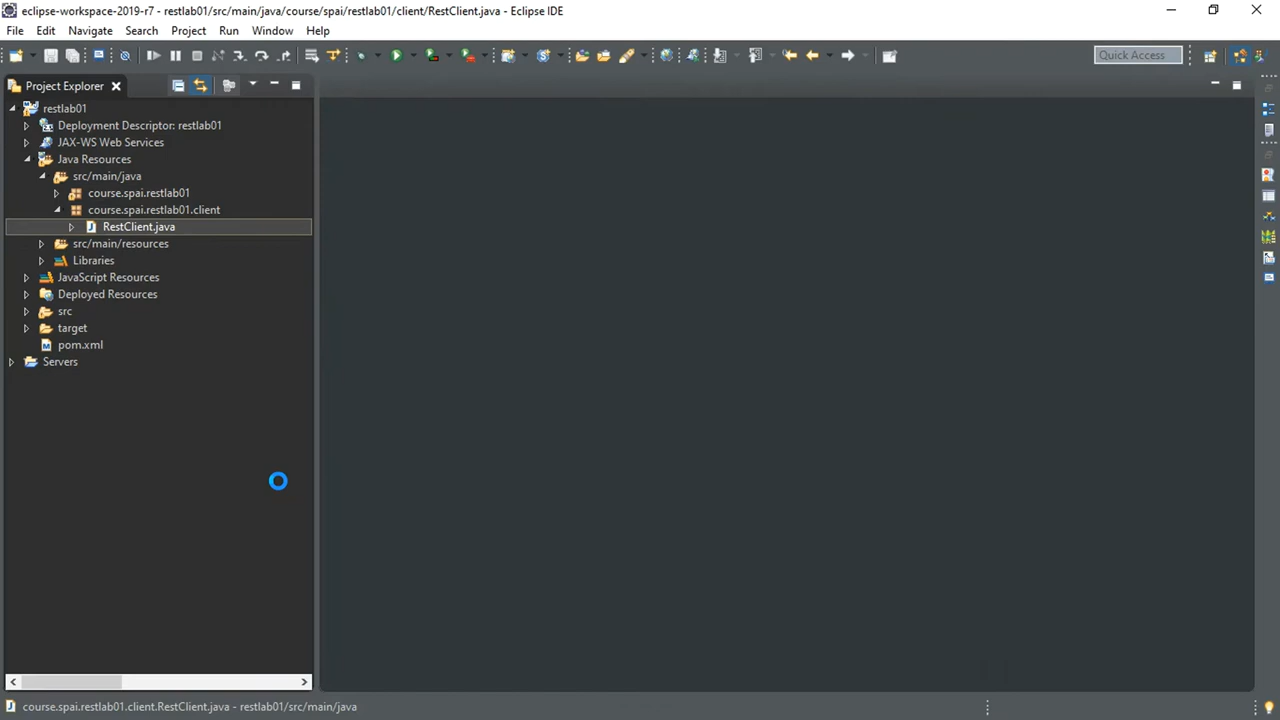 eclipse-workspace-2019-r7 - restlab01/src/main/java/course/spai/restlab01/client/RestClient.java - Eclipse IDE
File Edit Navigate Search Project Run Window Help
Quick Access
Project Explorer
restlab01
Deployment Descriptor: restlab01
JAX-WS Web Services
Java Resources
src/main/java
course.spai.restlab01
course.spai.restlab01.client
RestClient.java
src/main/resources
Libraries
JavaScript Resources
Deployed Resources
src
target
pom.xml
Servers
course.spai.restlab01.client.RestClient.java - restlab01/src/main/java